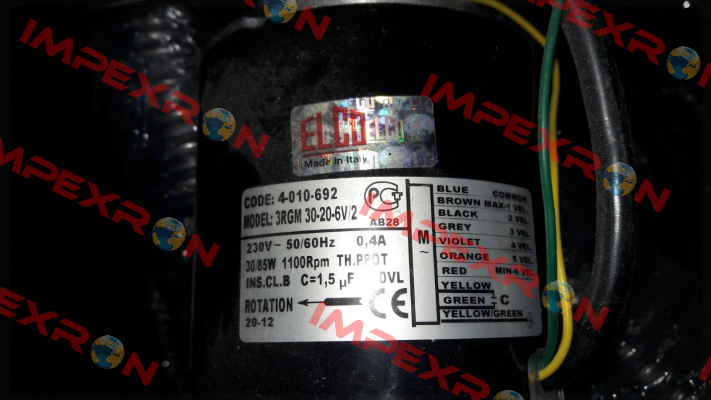 IMPEXRON
IMPEXRON
IMPEXRON
IMPEXRON
IMPEXRON
IMPEXRON
ELCO
Made in Italy
CODE: 4-010-692
MODEL: 3RGM 30-20-6V/2
AB28
230V~ 50/60Hz 0,4A
30/85W 1100Rpm TH.PPOT
INS.CL.B C=1,5 µF 0VL
ROTATION
20-12
CE
M
~
BLUE COMMON
BROWN MAX-1 VEL.
BLACK 2 VEL.
GREY 3 VEL.
VIOLET 4 VEL.
ORANGE 5 VEL.
RED MIN-6 VEL.
YELLOW
GREEN C
YELLOW/GREEN